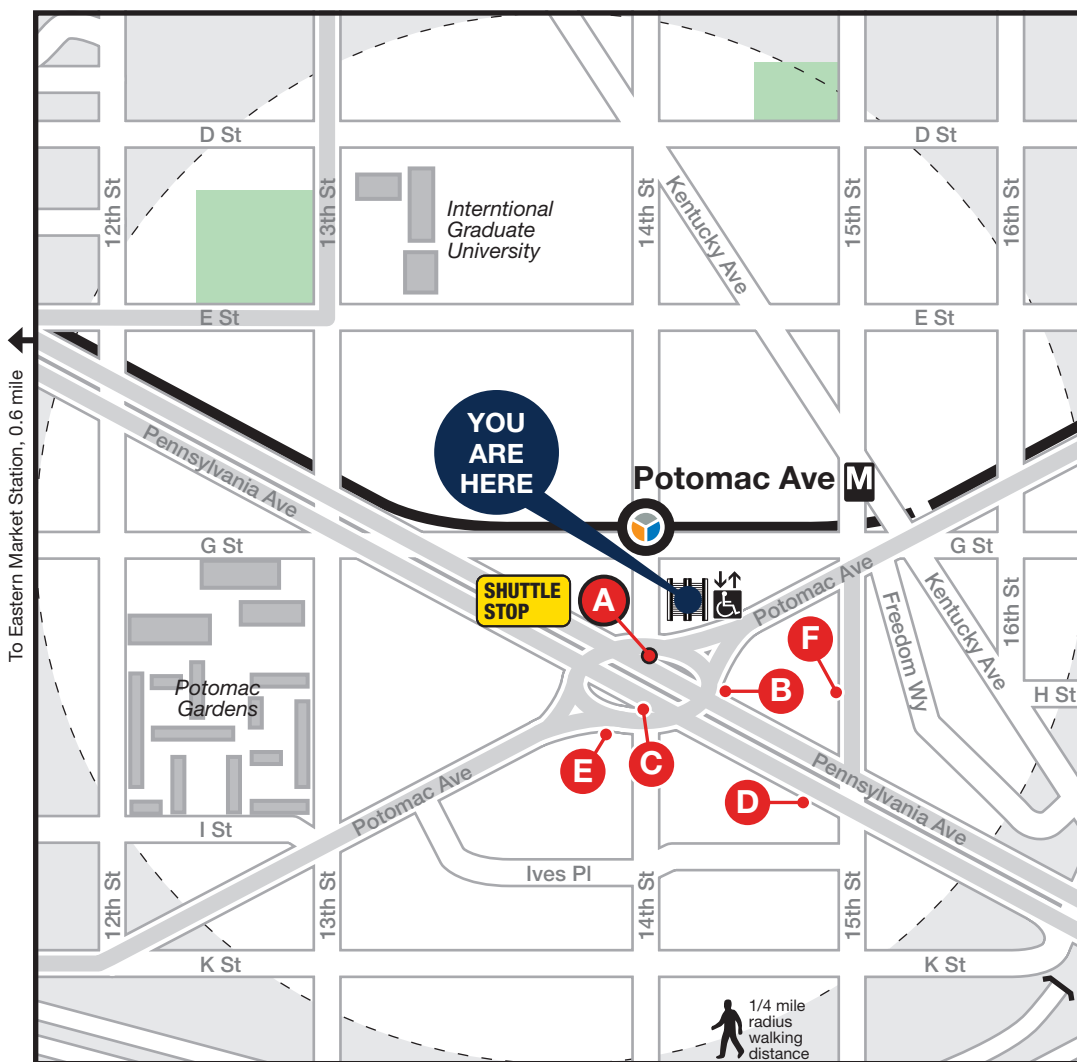 D St
D St
12th St
13th St
14th St
Kentucky Ave
15th St
16th St
Interntional
Graduate
University
E St
E St
To Eastern Market Station, 0.6 mile
YOU
ARE
HERE
Pennsylvania Ave
Potomac Ave M
G St
G St
SHUTTLE
STOP
A
Potomac Ave
Freedom Wy
Kentucky Ave
16th St
F
B
H St
Potomac
Gardens
C
E
D
Pennsylvania Ave
Potomac Ave
I St
Ives Pl
12th St
13th St
14th St
15th St
K St
K St
1/4 mile
radius
walking
distance